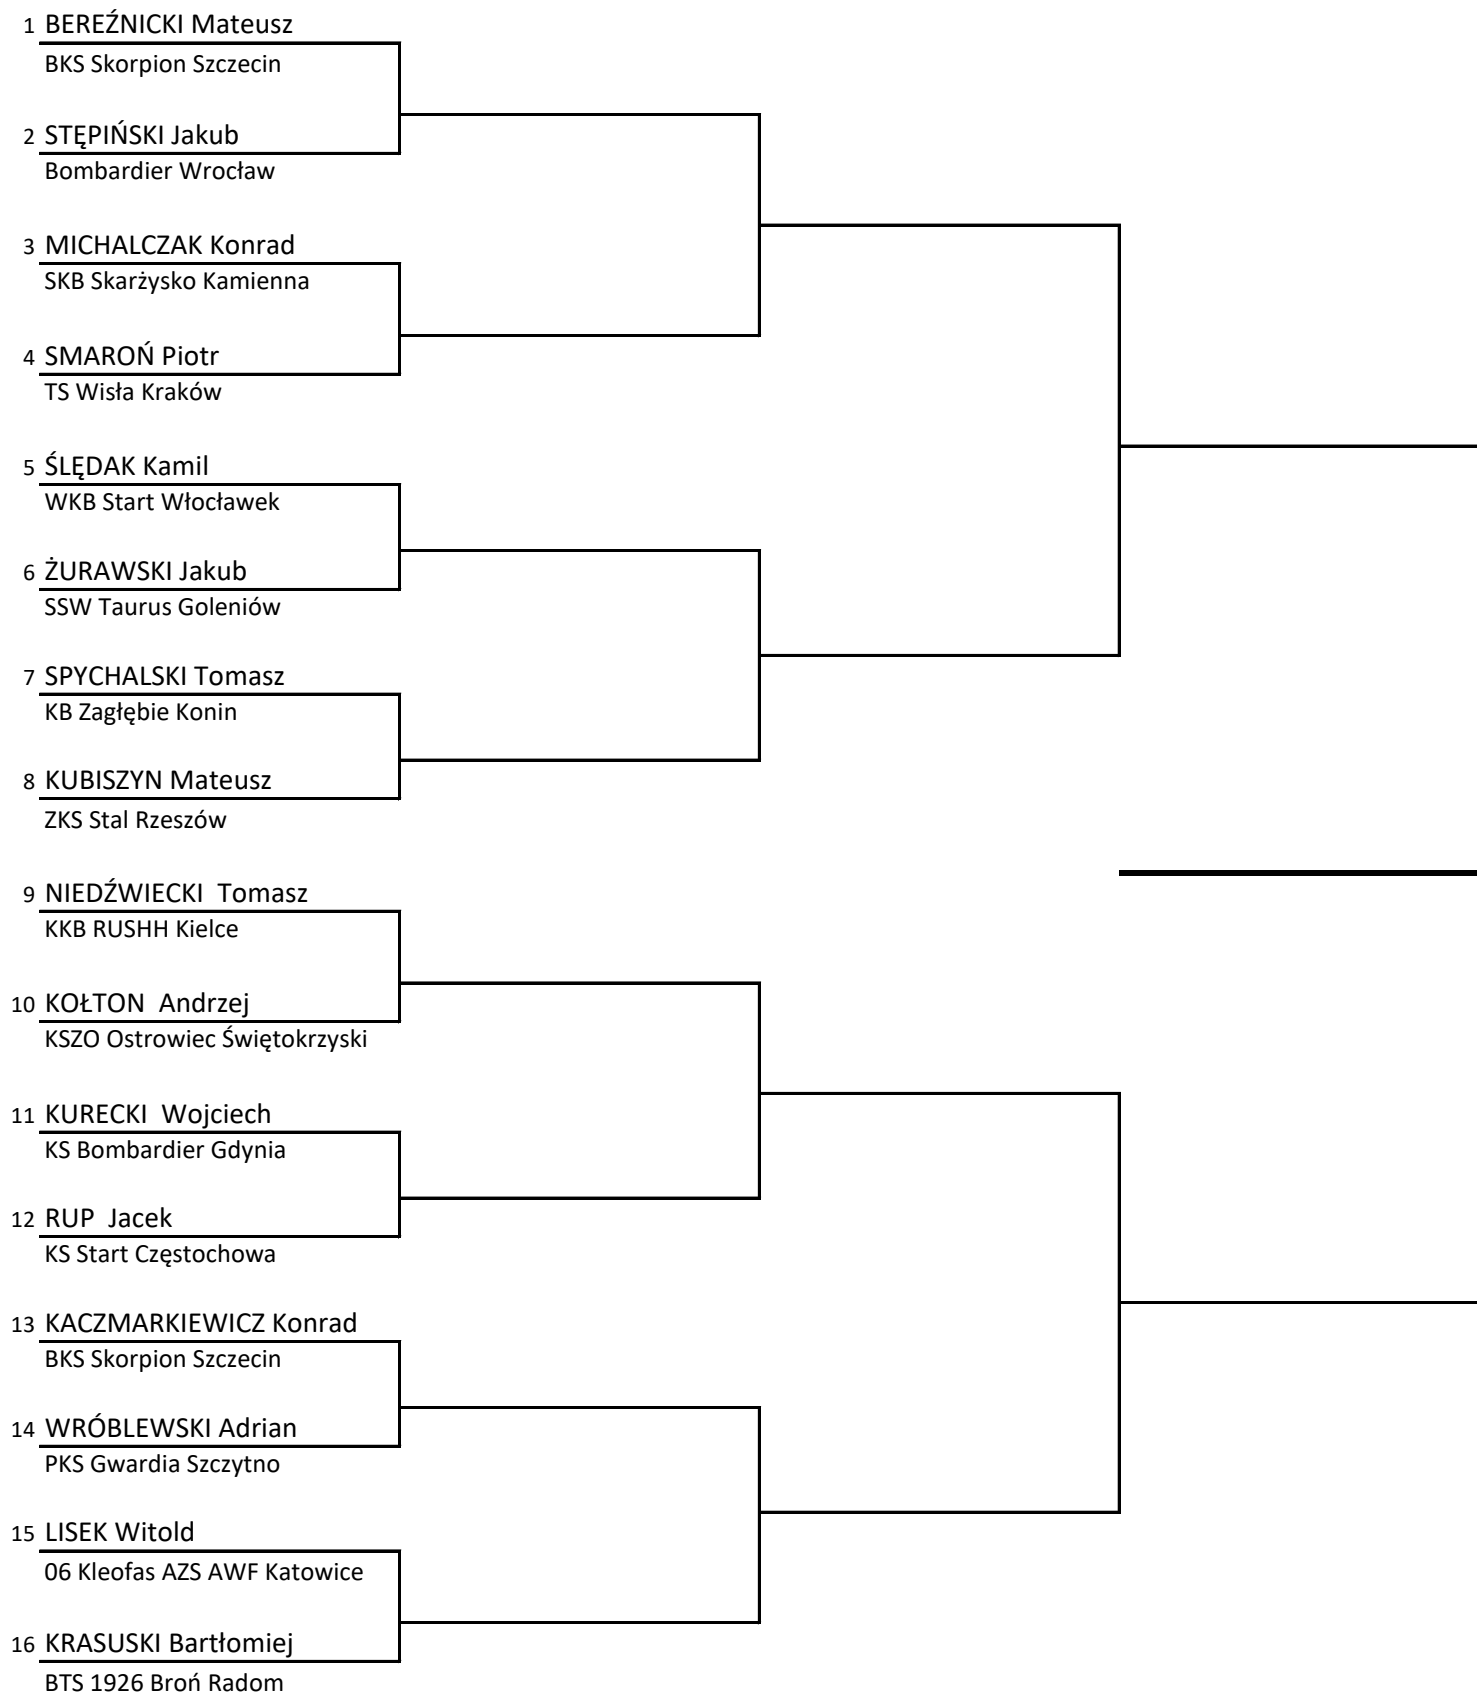 1 BEREŹNICKI Mateusz
BKS Skorpion Szczecin
2 STĘPIŃSKI Jakub
Bombardier Wrocław
3 MICHALCZAK Konrad
SKB Skarżysko Kamienna
4 SMAROŃ Piotr
TS Wisła Kraków
5 ŚLĘDAK Kamil
WKB Start Włocławek
6 ŻURAWSKI Jakub
SSW Taurus Goleniów
7 SPYCHALSKI Tomasz
KB Zagłębie Konin
8 KUBISZYN Mateusz
ZKS Stal Rzeszów
9 NIEDŹWIECKI Tomasz
KKB RUSHH Kielce
10 KOŁTON Andrzej
KSZO Ostrowiec Świętokrzyski
11 KURECKI Wojciech
KS Bombardier Gdynia
12 RUP Jacek
KS Start Częstochowa
13 KACZMARKIEWICZ Konrad
BKS Skorpion Szczecin
14 WRÓBLEWSKI Adrian
PKS Gwardia Szczytno
15 LISEK Witold
06 Kleofas AZS AWF Katowice
16 KRASUSKI Bartłomiej
BTS 1926 Broń Radom